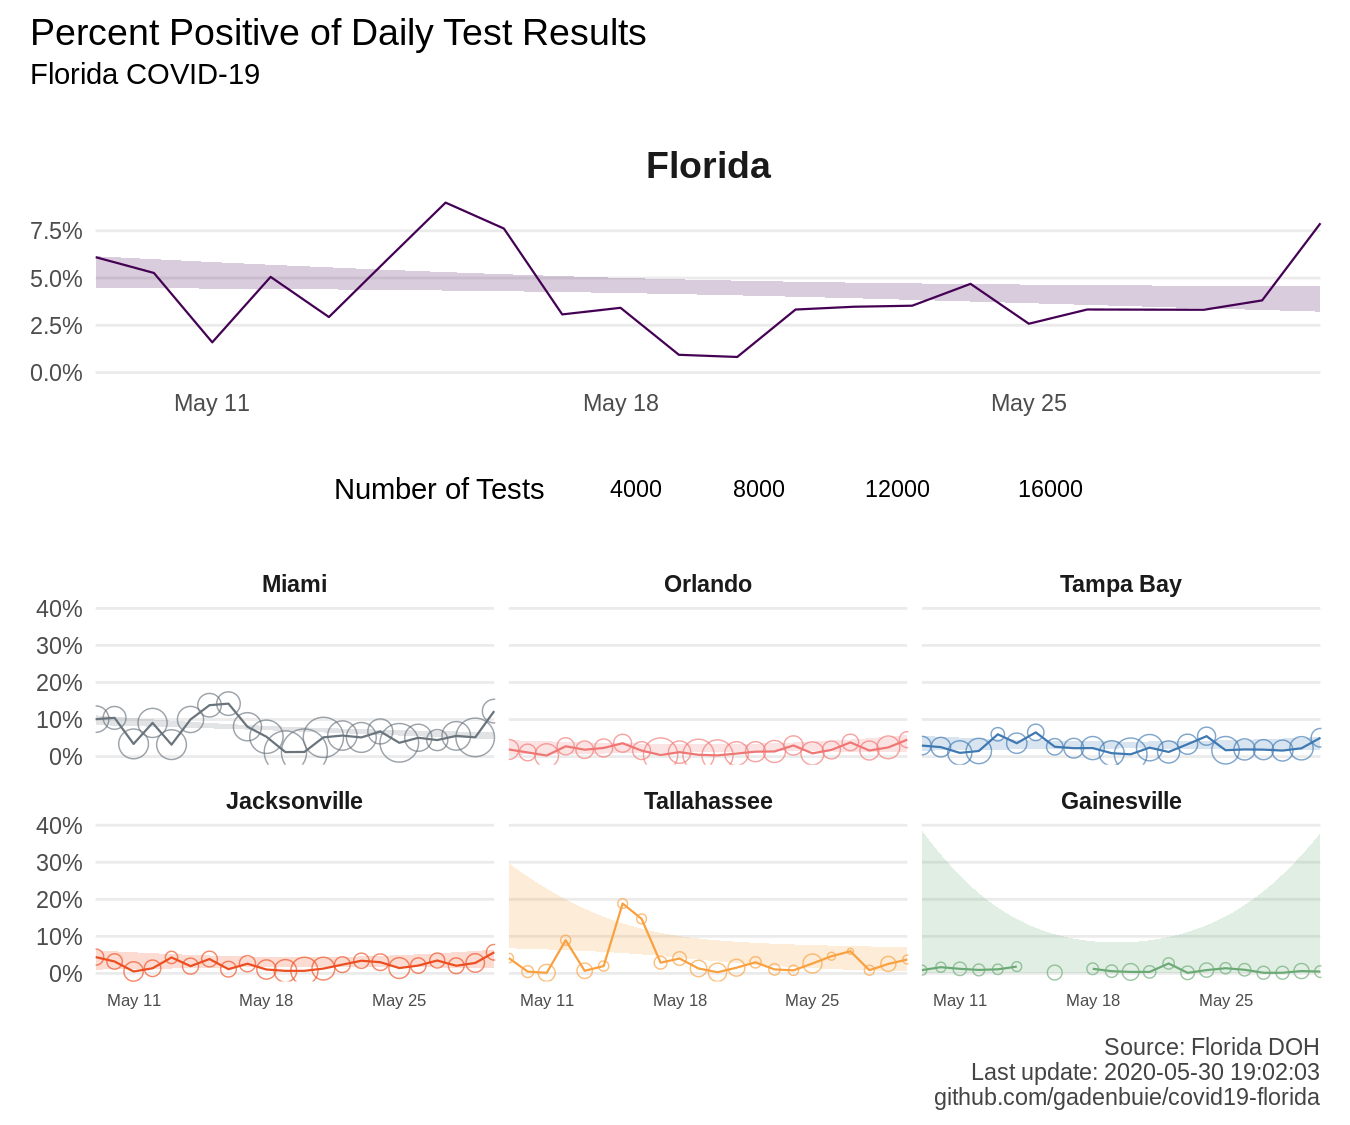 Percent Positive of Daily Test Results
Florida COVID-19
Florida
7.5%
5.0%
2.5%
0.0%
May 11 May 18 May 25
Number of Tests 4000 8000 12000 16000
Miami Orlando Tampa Bay
40%
30%
20%
10%
0%
Jacksonville Tallahassee Gainesville
40%
30%
20%
10%
0%
May 11 May 18 May 25 May 11 May 18 May 25 May 11 May 18 May 25
Source: Florida DOH
Last update: 2020-05-30 19:02:03
github.com/gadenbuie/covid19-florida